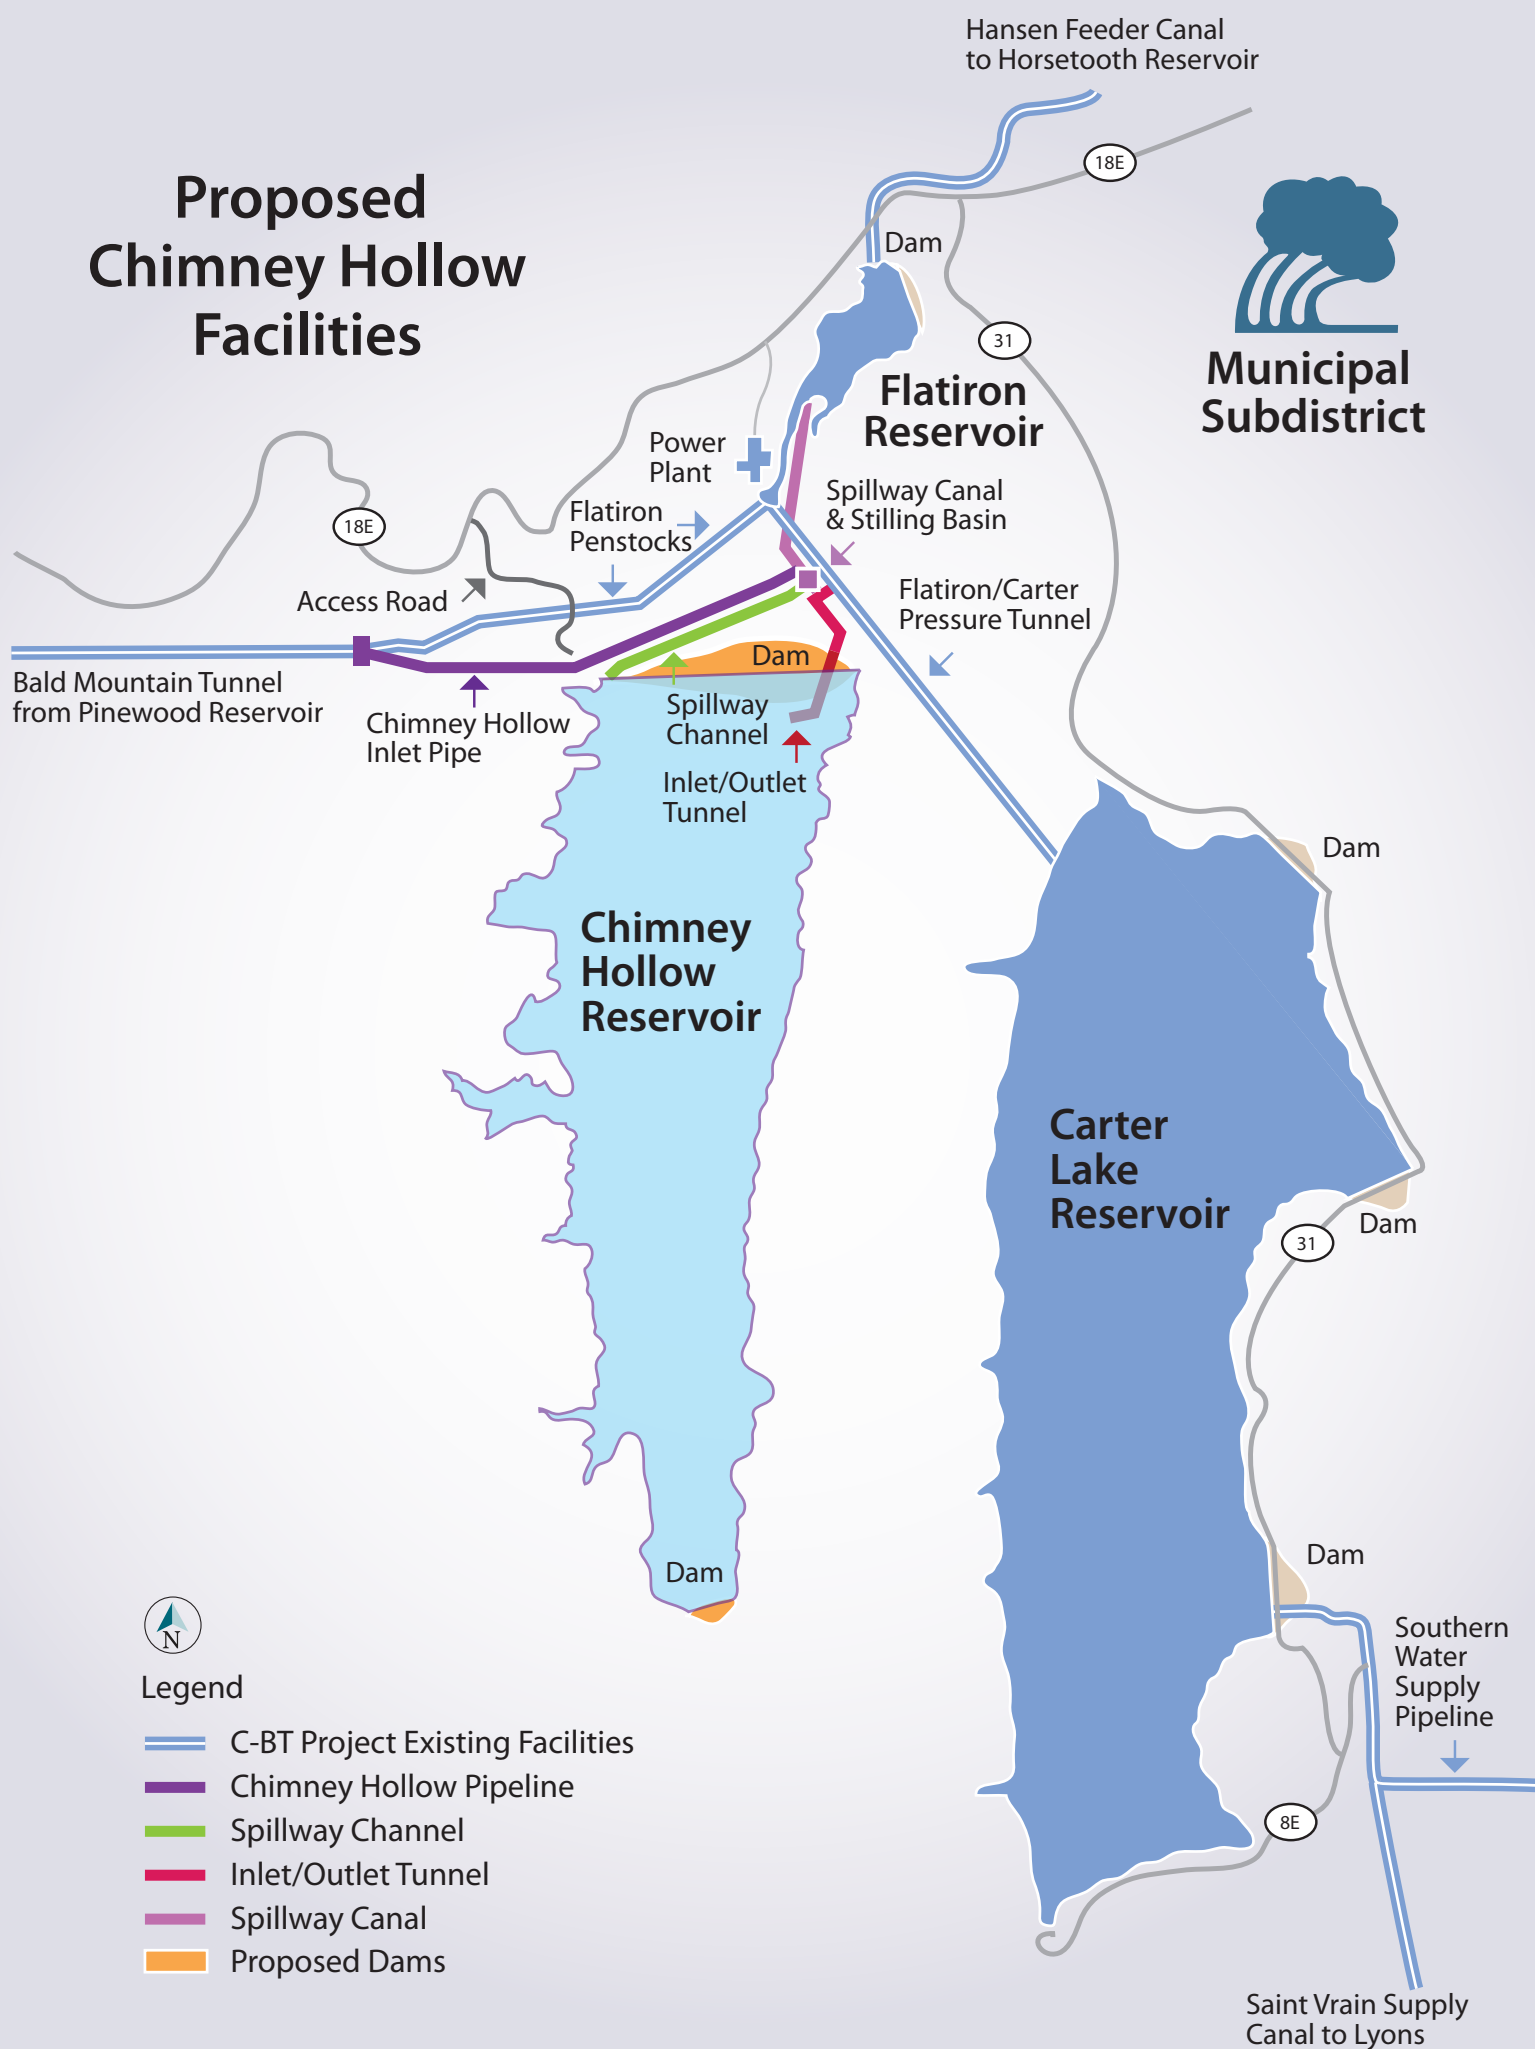 Hansen Feeder Canal
to Horsetooth Reservoir
18E
Proposed
Chimney Hollow
Facilities
Dam
31
Municipal
Subdistrict
Flatiron
Reservoir
Power
Plant
Spillway Canal
& Stilling Basin
Flatiron
Penstocks
18E
Access Road
Flatiron/Carter
Pressure Tunnel
Dam
Bald Mountain Tunnel
from Pinewood Reservoir
Chimney Hollow
Inlet Pipe
Spillway
Channel
Inlet/Outlet
Tunnel
Dam
Chimney
Hollow
Reservoir
Carter
Lake
Reservoir
Dam
31
Dam
Dam
Southern
Water
Supply
Pipeline
8E
N
Legend
C-BT Project Existing Facilities
Chimney Hollow Pipeline
Spillway Channel
Inlet/Outlet Tunnel
Spillway Canal
Proposed Dams
Saint Vrain Supply
Canal to Lyons